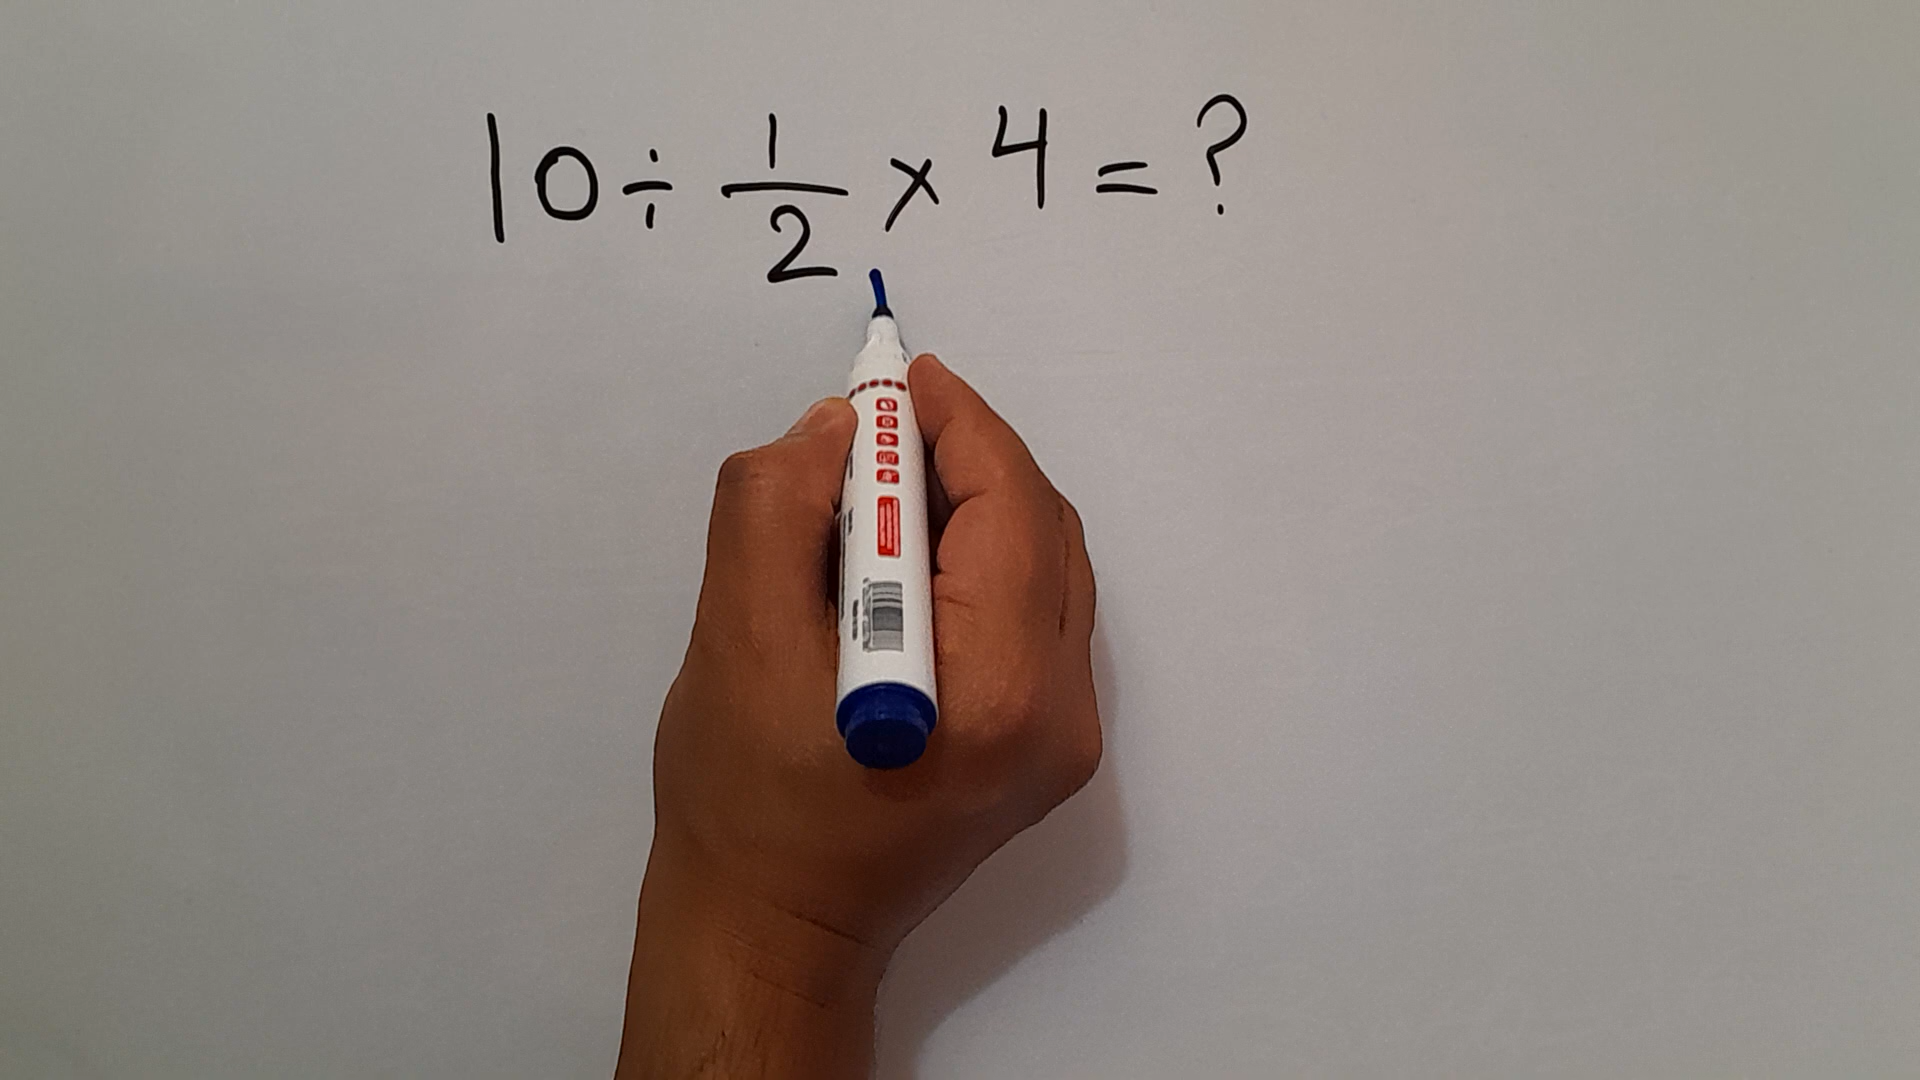 10 ÷ 1/2 × 4 = ?